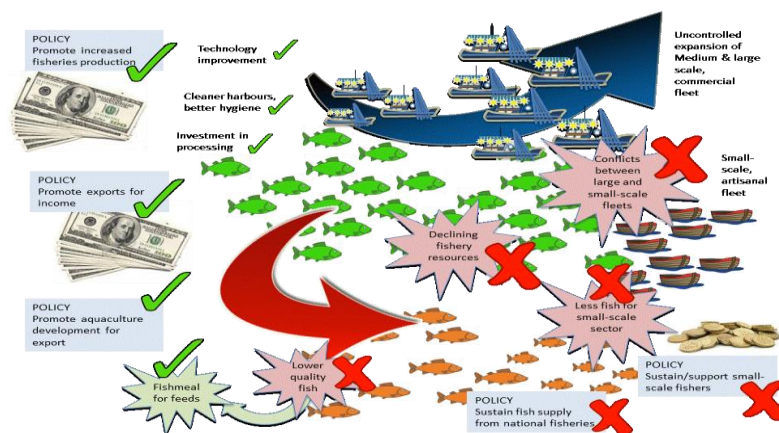 POLICY
Promote increased
fisheries production
Technology
improvement
Cleaner harbours,
better hygiene
Investment in
processing
Uncontrolled
expansion of
Medium & large
scale,
commercial
fleet
Conflicts
between
large and
small-scale
fleets
Small-
scale,
artisanal
fleet
POLICY
Promote exports for
income
Declining
fishery
resources
POLICY
Promote aquaculture
development for
export
Less fish for
small-scale
sector
Fishmeal
for feeds
Lower
quality
fish
POLICY
Sustain/support small-
scale fishers
POLICY
Sustain fish supply
from national fisheries